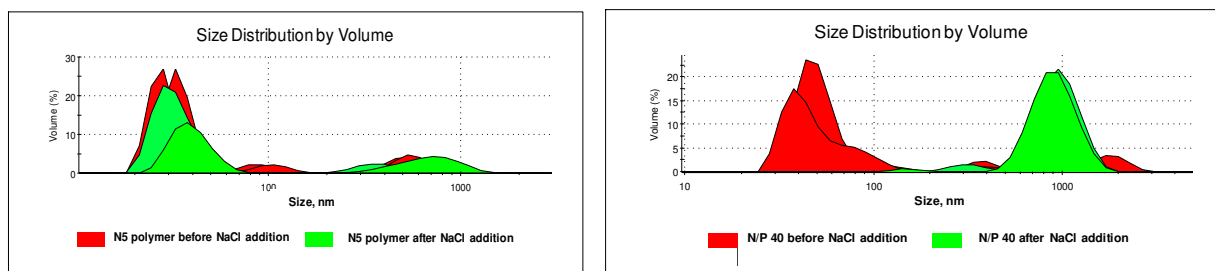 Size Distribution by Volume
30
20
10
0
Volume (%)
100
1000
Size, nm
N5 polymer before NaCl addition
N5 polymer after NaCl addition
Size Distribution by Volume
20
15
10
5
0
Volume (%)
10
100
1000
Size, nm
N/P 40 before NaCl addition
N/P 40 after NaCl addition